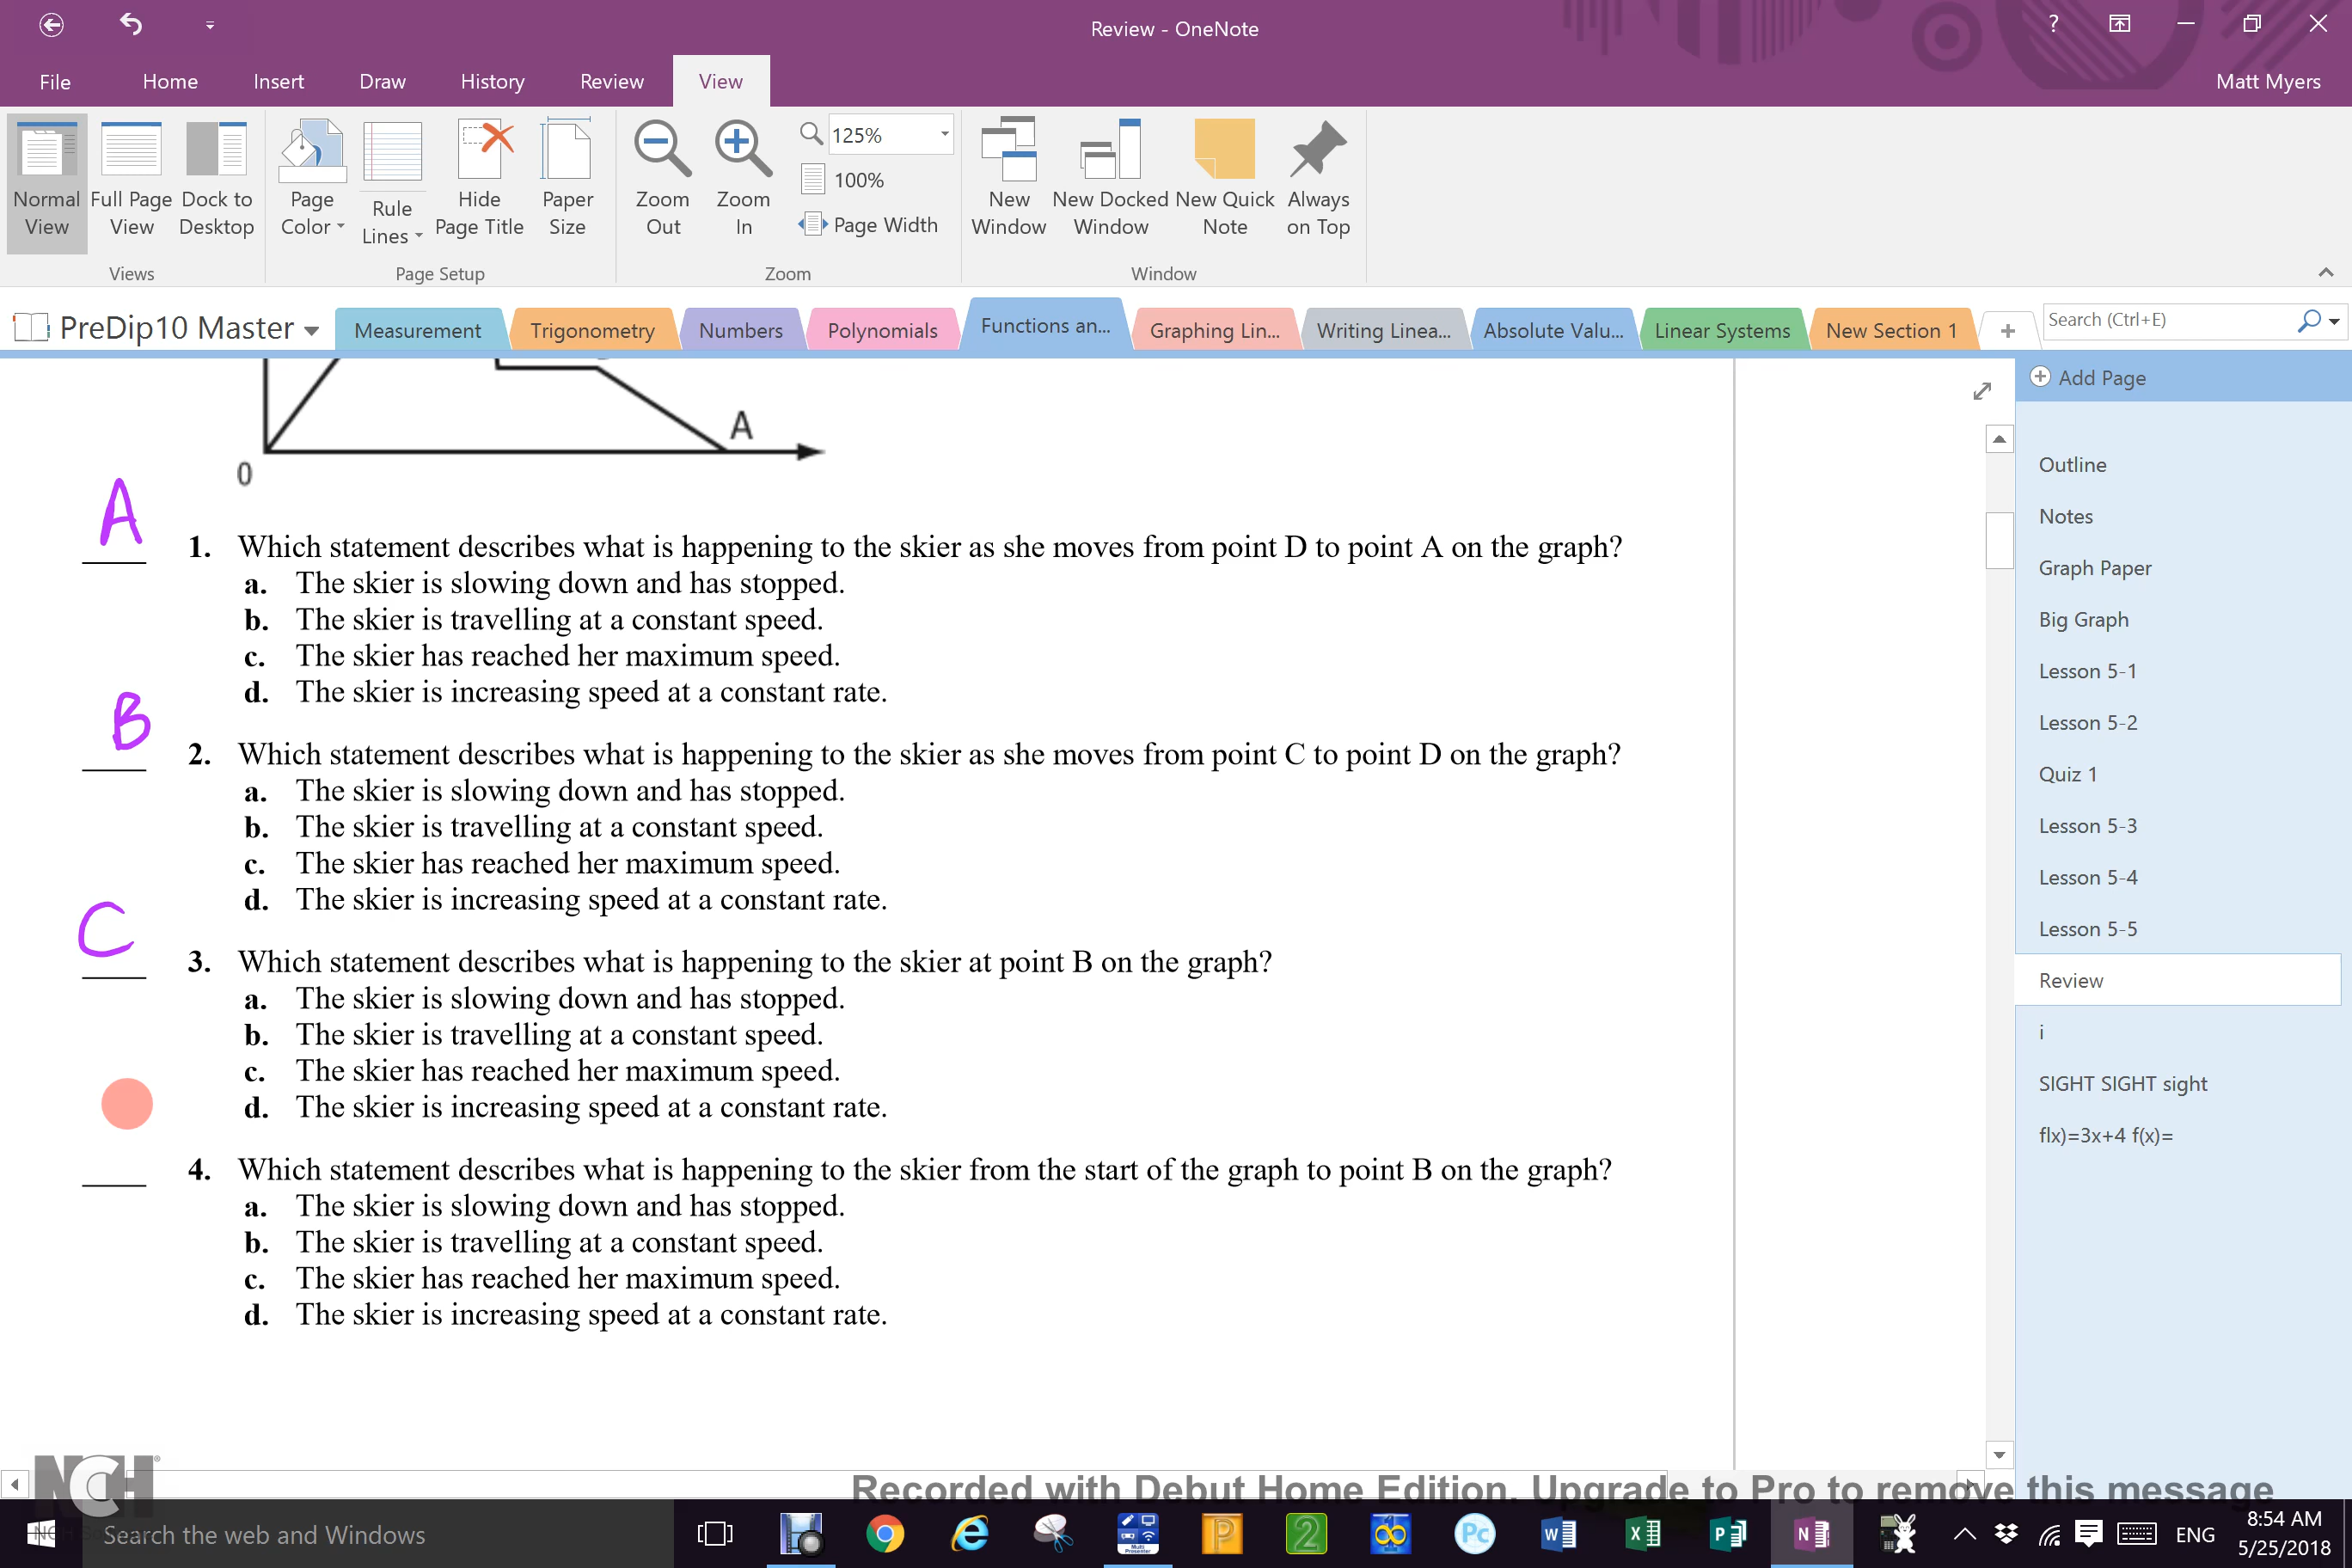 Review - OneNote
?
File Home Insert Draw History Review View Matt Myers
Normal View Full Page View Dock to Desktop Page Color Rule Lines Hide Page Title Paper Size Zoom Out Zoom In 125% 100% Page Width New Window New Docked Window New Quick Note Always on Top
Views Page Setup Zoom Window
PreDip10 Master Measurement Trigonometry Numbers Polynomials Functions an... Graphing Lin... Writing Linea... Absolute Valu... Linear Systems New Section 1 + Search (Ctrl+E)
Add Page
Outline
Notes
Graph Paper
Big Graph
Lesson 5-1
Lesson 5-2
Quiz 1
Lesson 5-3
Lesson 5-4
Lesson 5-5
Review
i
SIGHT SIGHT sight
flx)=3x+4 f(x)=
A
0
A
1. Which statement describes what is happening to the skier as she moves from point D to point A on the graph?
a. The skier is slowing down and has stopped.
b. The skier is travelling at a constant speed.
c. The skier has reached her maximum speed.
d. The skier is increasing speed at a constant rate.
B
2. Which statement describes what is happening to the skier as she moves from point C to point D on the graph?
a. The skier is slowing down and has stopped.
b. The skier is travelling at a constant speed.
c. The skier has reached her maximum speed.
d. The skier is increasing speed at a constant rate.
C
3. Which statement describes what is happening to the skier at point B on the graph?
a. The skier is slowing down and has stopped.
b. The skier is travelling at a constant speed.
c. The skier has reached her maximum speed.
d. The skier is increasing speed at a constant rate.
4. Which statement describes what is happening to the skier from the start of the graph to point B on the graph?
a. The skier is slowing down and has stopped.
b. The skier is travelling at a constant speed.
c. The skier has reached her maximum speed.
d. The skier is increasing speed at a constant rate.
NCH
Recorded with Debut Home Edition. Upgrade to Pro to remove this message
Search the web and Windows
ENG
8:54 AM
5/25/2018